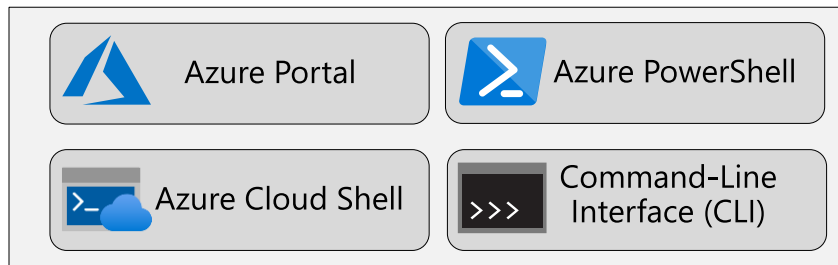 Azure Portal
Azure PowerShell
>_
Azure Cloud Shell
>>>
Command-Line
Interface (CLI)